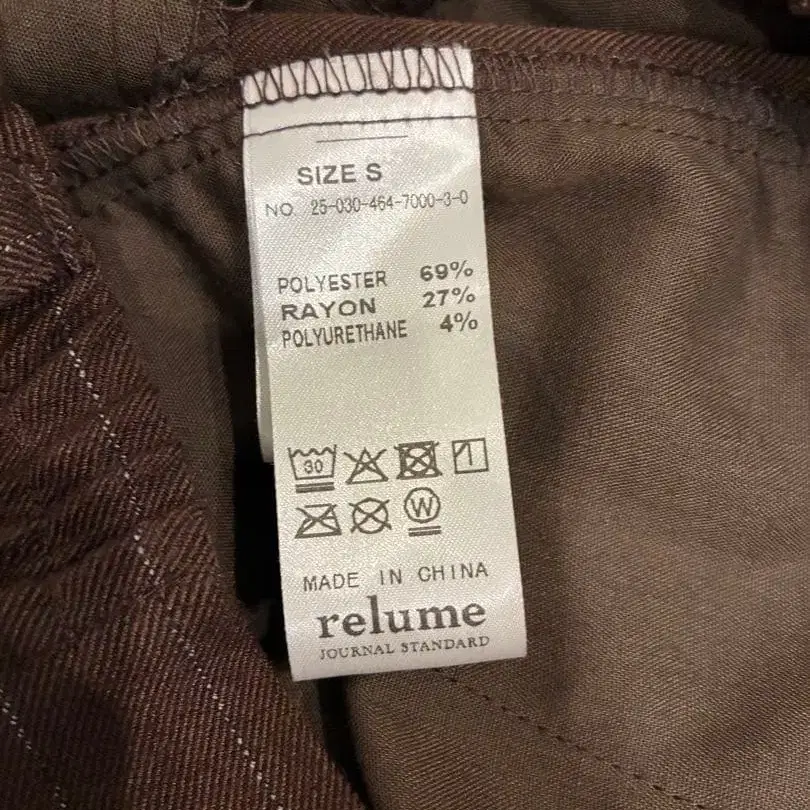 SIZE S
NO. 25-030-464-7000-3-0
POLYESTER 69%
RAYON 27%
POLYURETHANE 4%
30
W
MADE IN CHINA
relume
JOURNAL STANDARD